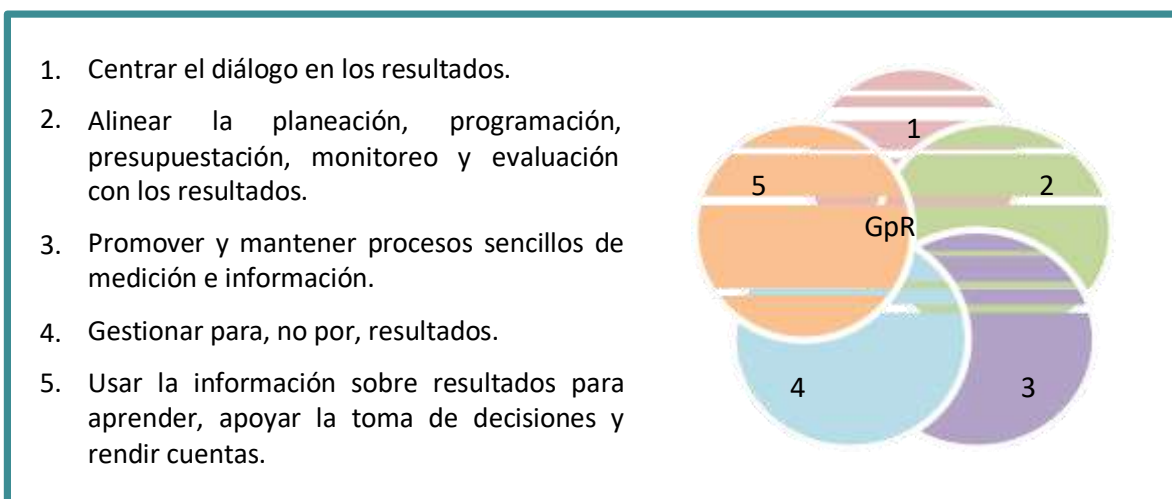 1. Centrar el diálogo en los resultados.
2. Alinear la planeación, programación,
presupuestación, monitoreo y evaluación
con los resultados.
3. Promover y mantener procesos sencillos de
medición e información.
4. Gestionar para, no por, resultados.
5. Usar la información sobre resultados para
aprender, apoyar la toma de decisiones y
rendir cuentas.
1
5
2
GpR
4
3